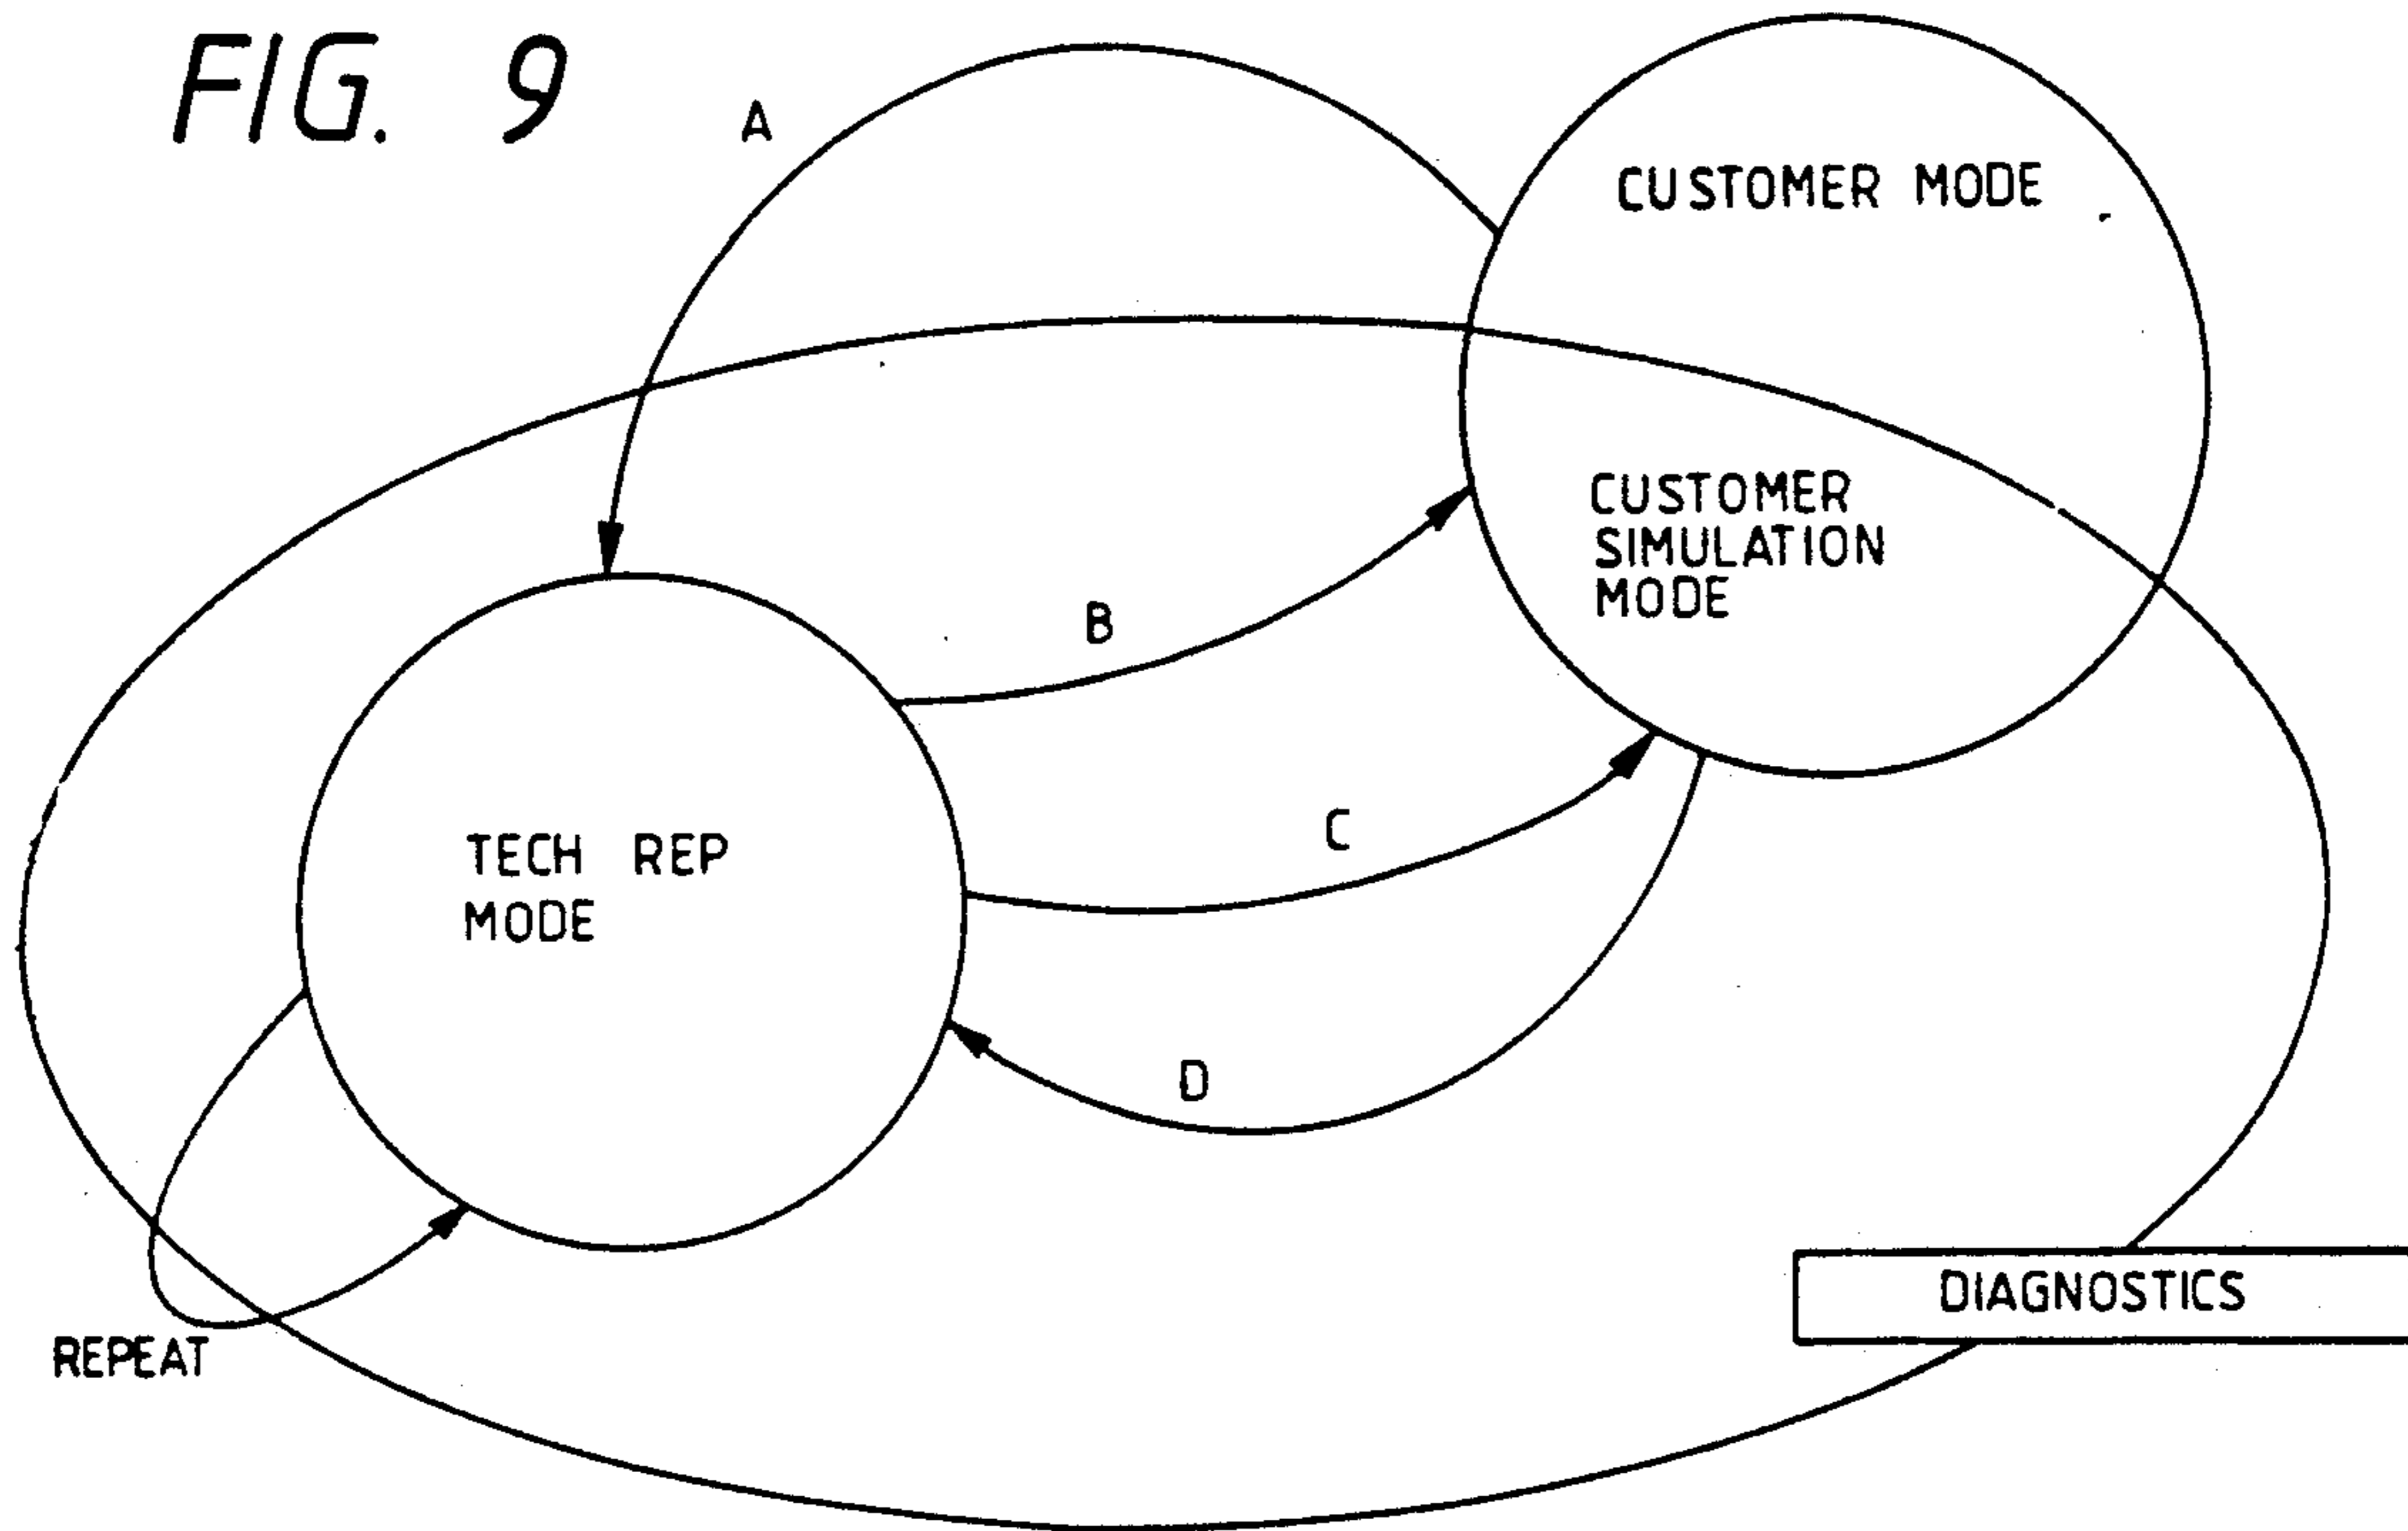 FIG. 9
A
CUSTOMER MODE
CUSTOMER
SIMULATION
MODE
B
C
TECH REP
MODE
D
DIAGNOSTICS
REPEAT